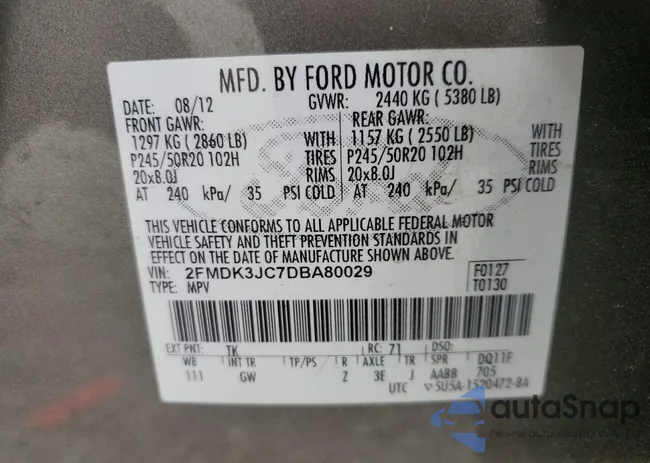 MFD. BY FORD MOTOR CO.
DATE: 08/12 GVWR: 2440 KG ( 5380 LB)
FRONT GAWR: REAR GAWR:
1297 KG ( 2860 LB) WITH 1157 KG ( 2550 LB) WITH
P245/50R20 102H TIRES P245/50R20 102H TIRES
20x8.0J RIMS 20x8.0J RIMS
AT 240 kPa/ 35 PSI COLD AT 240 kPa/ 35 PSI COLD
THIS VEHICLE CONFORMS TO ALL APPLICABLE FEDERAL MOTOR
VEHICLE SAFETY AND THEFT PREVENTION STANDARDS IN
EFFECT ON THE DATE OF MANUFACTURE SHOWN ABOVE.
VIN: 2FMDK3JC7DBA80029 F0127
TYPE: MPV T0130
EXT PNT: TK RC: 71 DSO:
WB INT TR TP/PS R AXLE TR SPR DQ11F
111 GW Z 3E J AABB 705
UTC ▽5U5A-1520472-BA
autoSnap